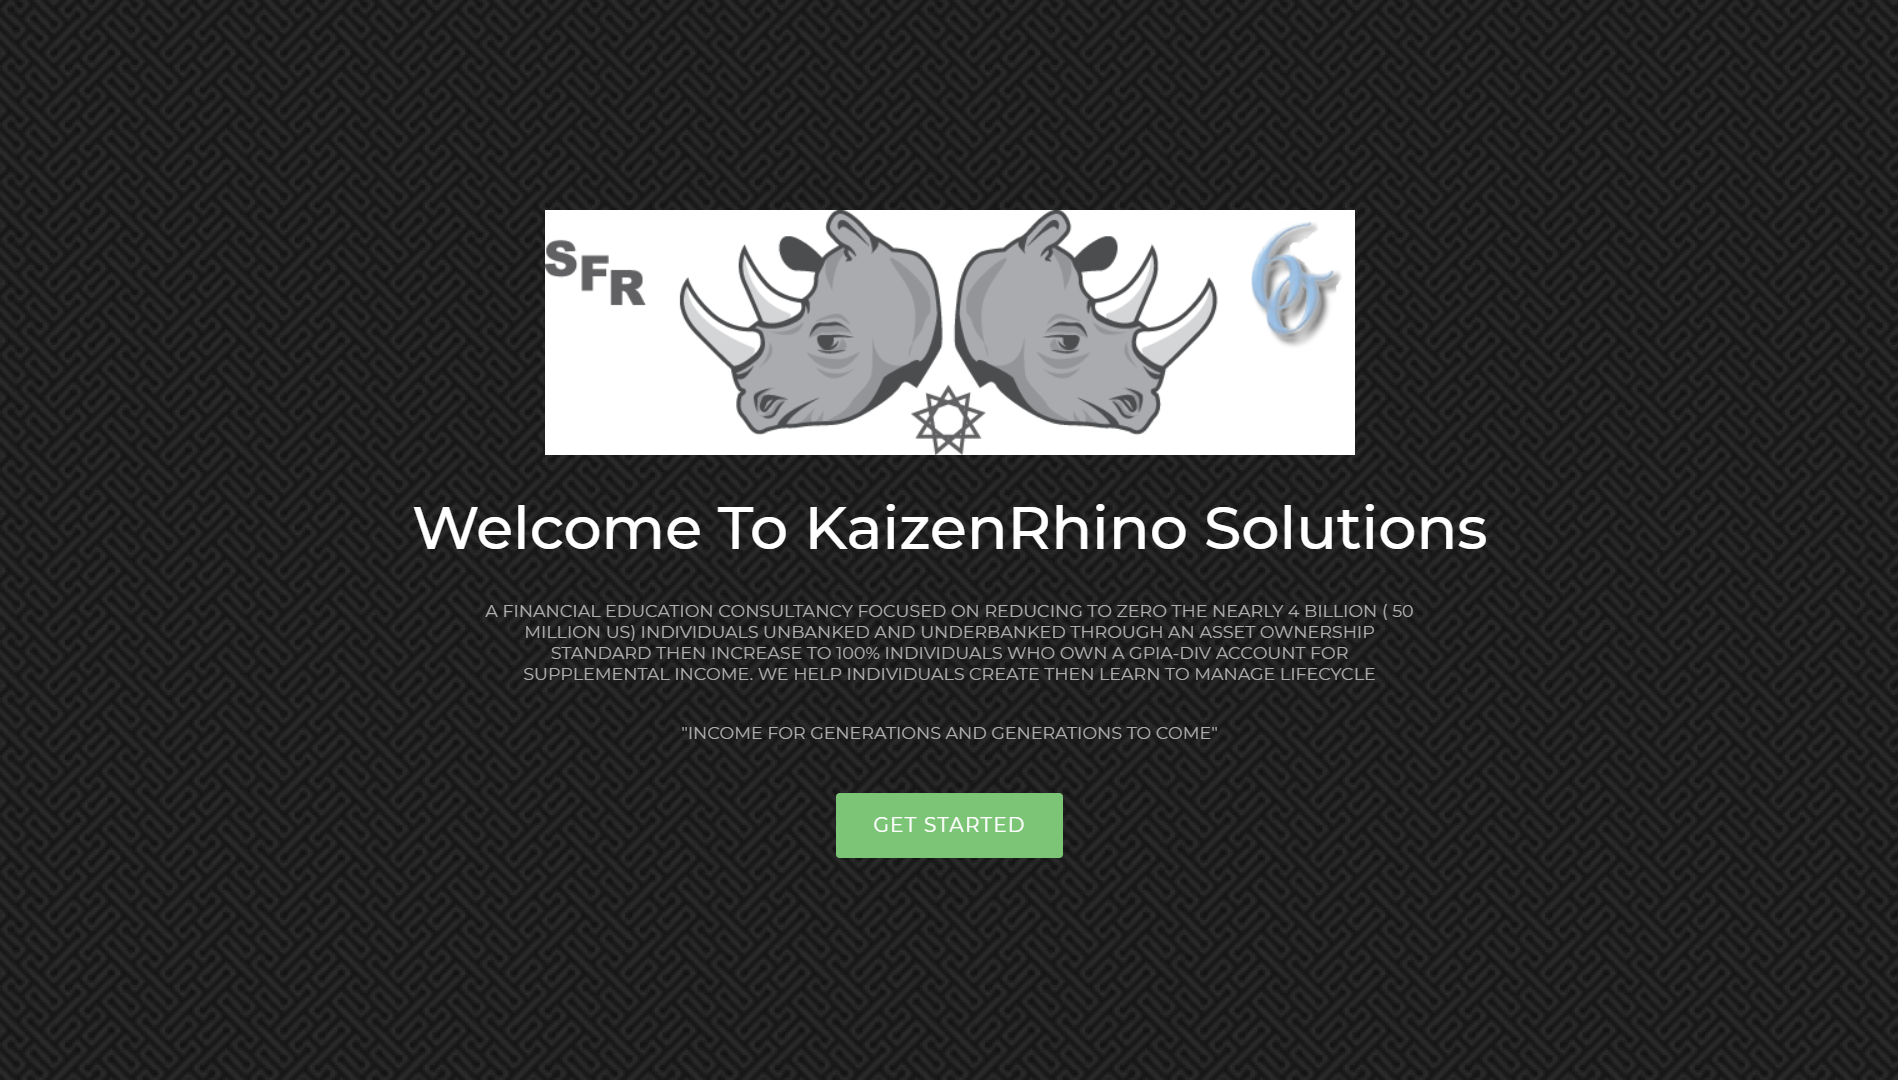 SFR
6σ
Welcome To KaizenRhino Solutions
A FINANCIAL EDUCATION CONSULTANCY FOCUSED ON REDUCING TO ZERO THE NEARLY 4 BILLION ( 50
MILLION US) INDIVIDUALS UNBANKED AND UNDERBANKED THROUGH AN ASSET OWNERSHIP
STANDARD THEN INCREASE TO 100% INDIVIDUALS WHO OWN A GPIA-DIV ACCOUNT FOR
SUPPLEMENTAL INCOME. WE HELP INDIVIDUALS CREATE THEN LEARN TO MANAGE LIFECYCLE
"INCOME FOR GENERATIONS AND GENERATIONS TO COME"
GET STARTED